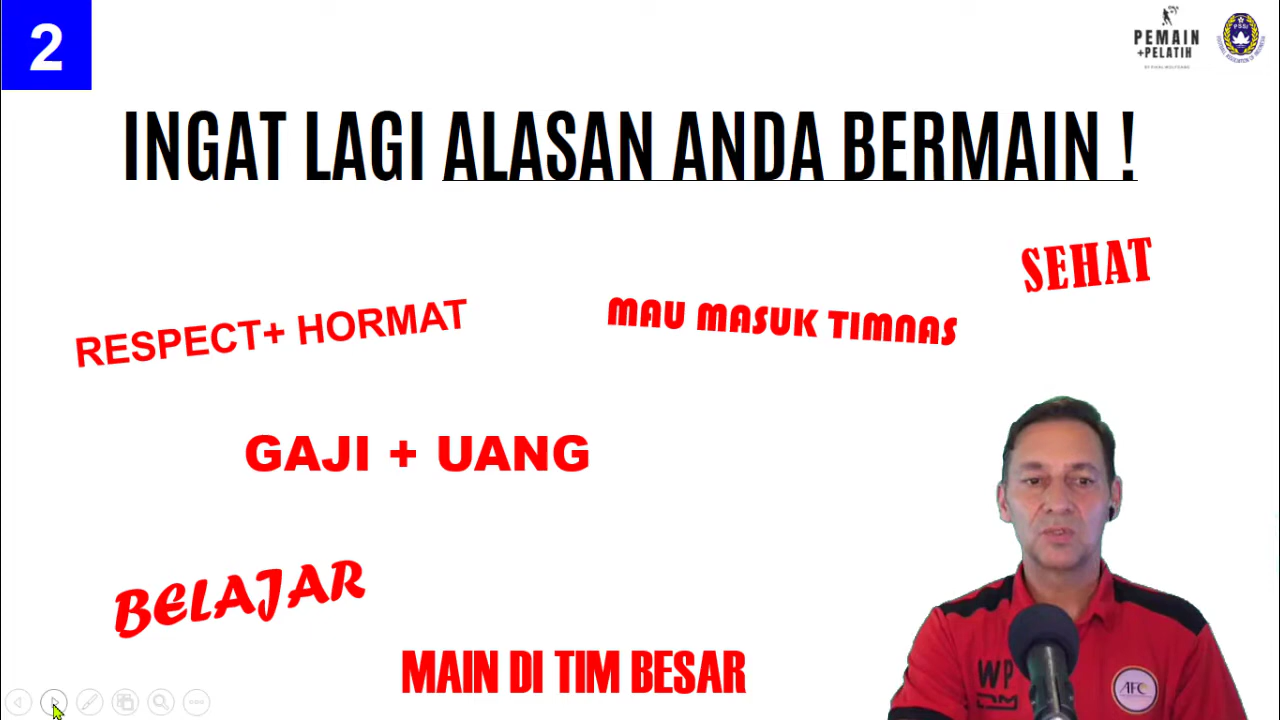 2
PEMAIN
+PELATIH
PSSI
INGAT LAGI ALASAN ANDA BERMAIN !
SEHAT
RESPECT+ HORMAT
MAU MASUK TIMNAS
GAJI + UANG
BELAJAR
MAIN DI TIM BESAR
WP
AFC